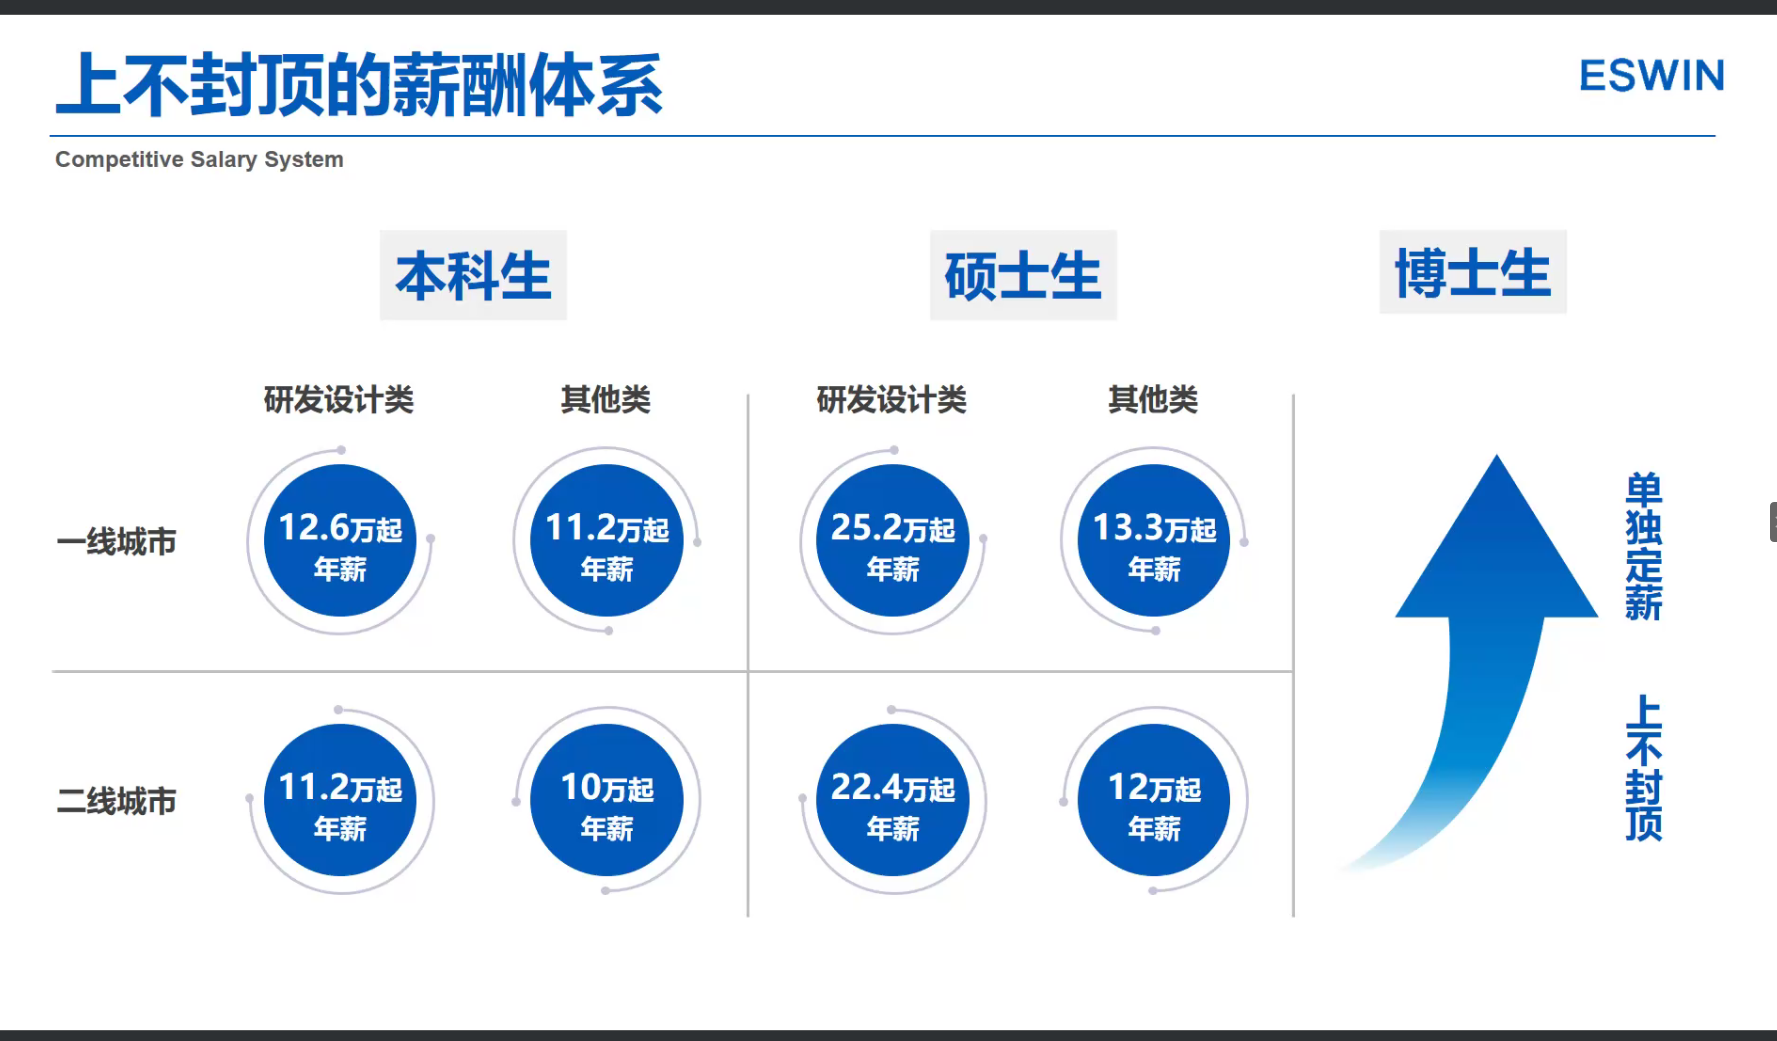 上不封顶的薪酬体系
ESWIN
Competitive Salary System
本科生
硕士生
博士生
研发设计类
其他类
研发设计类
其他类
一线城市
12.6万起
年薪
11.2万起
年薪
25.2万起
年薪
13.3万起
年薪
二线城市
11.2万起
年薪
10万起
年薪
22.4万起
年薪
12万起
年薪
单独定薪
上不封顶